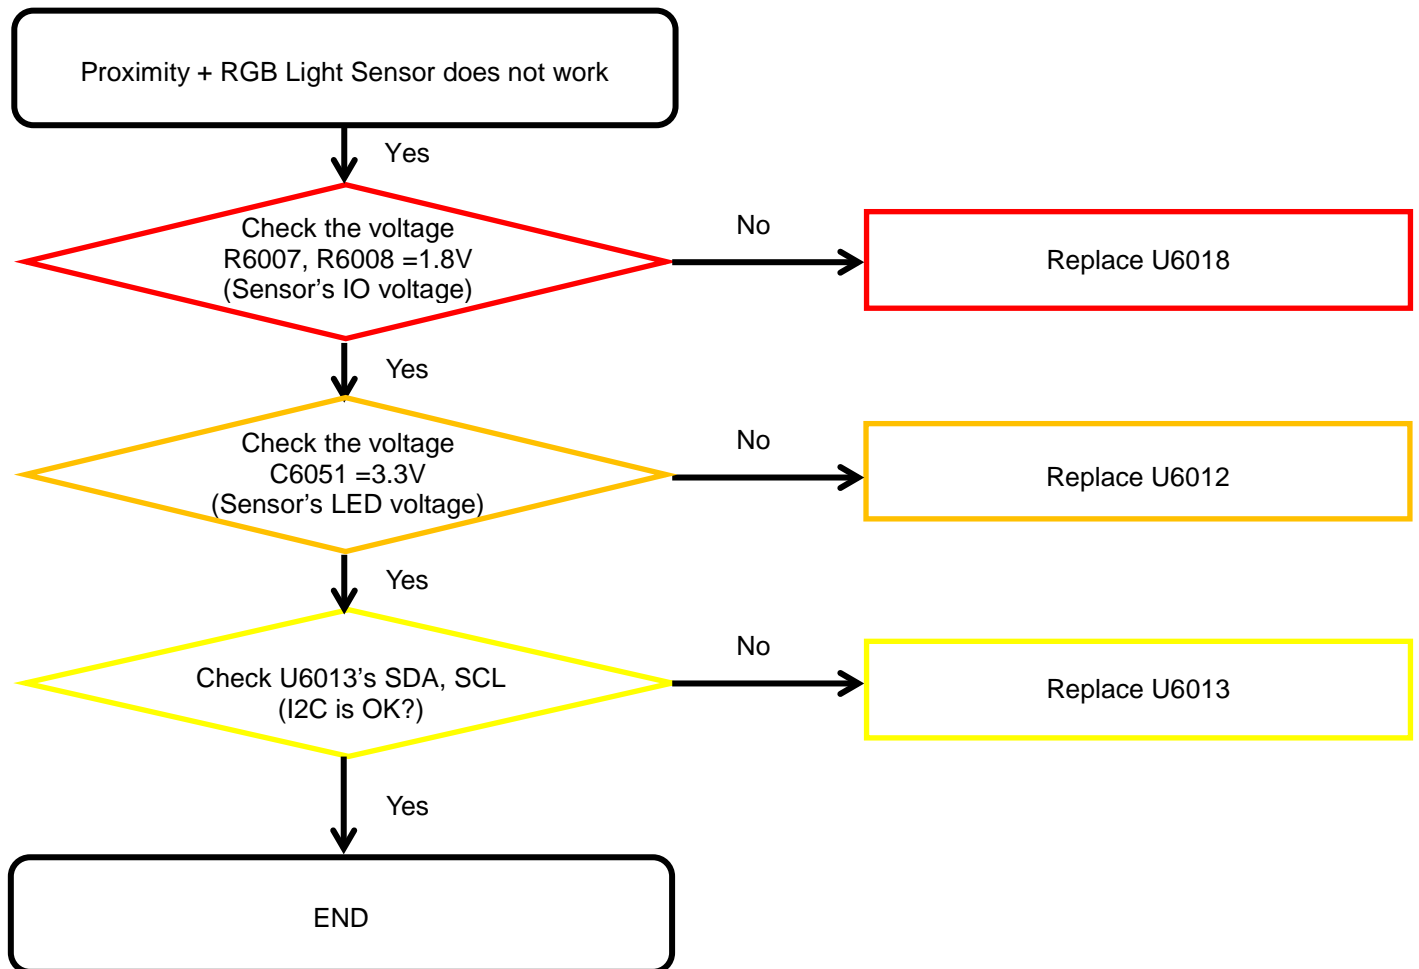 Proximity + RGB Light Sensor does not work
Yes
Check the voltage
R6007, R6008 =1.8V
(Sensor's IO voltage)
No
Replace U6018
Yes
Check the voltage
C6051 =3.3V
(Sensor's LED voltage)
No
Replace U6012
Yes
Check U6013’s SDA, SCL
(I2C is OK?)
No
Replace U6013
Yes
END